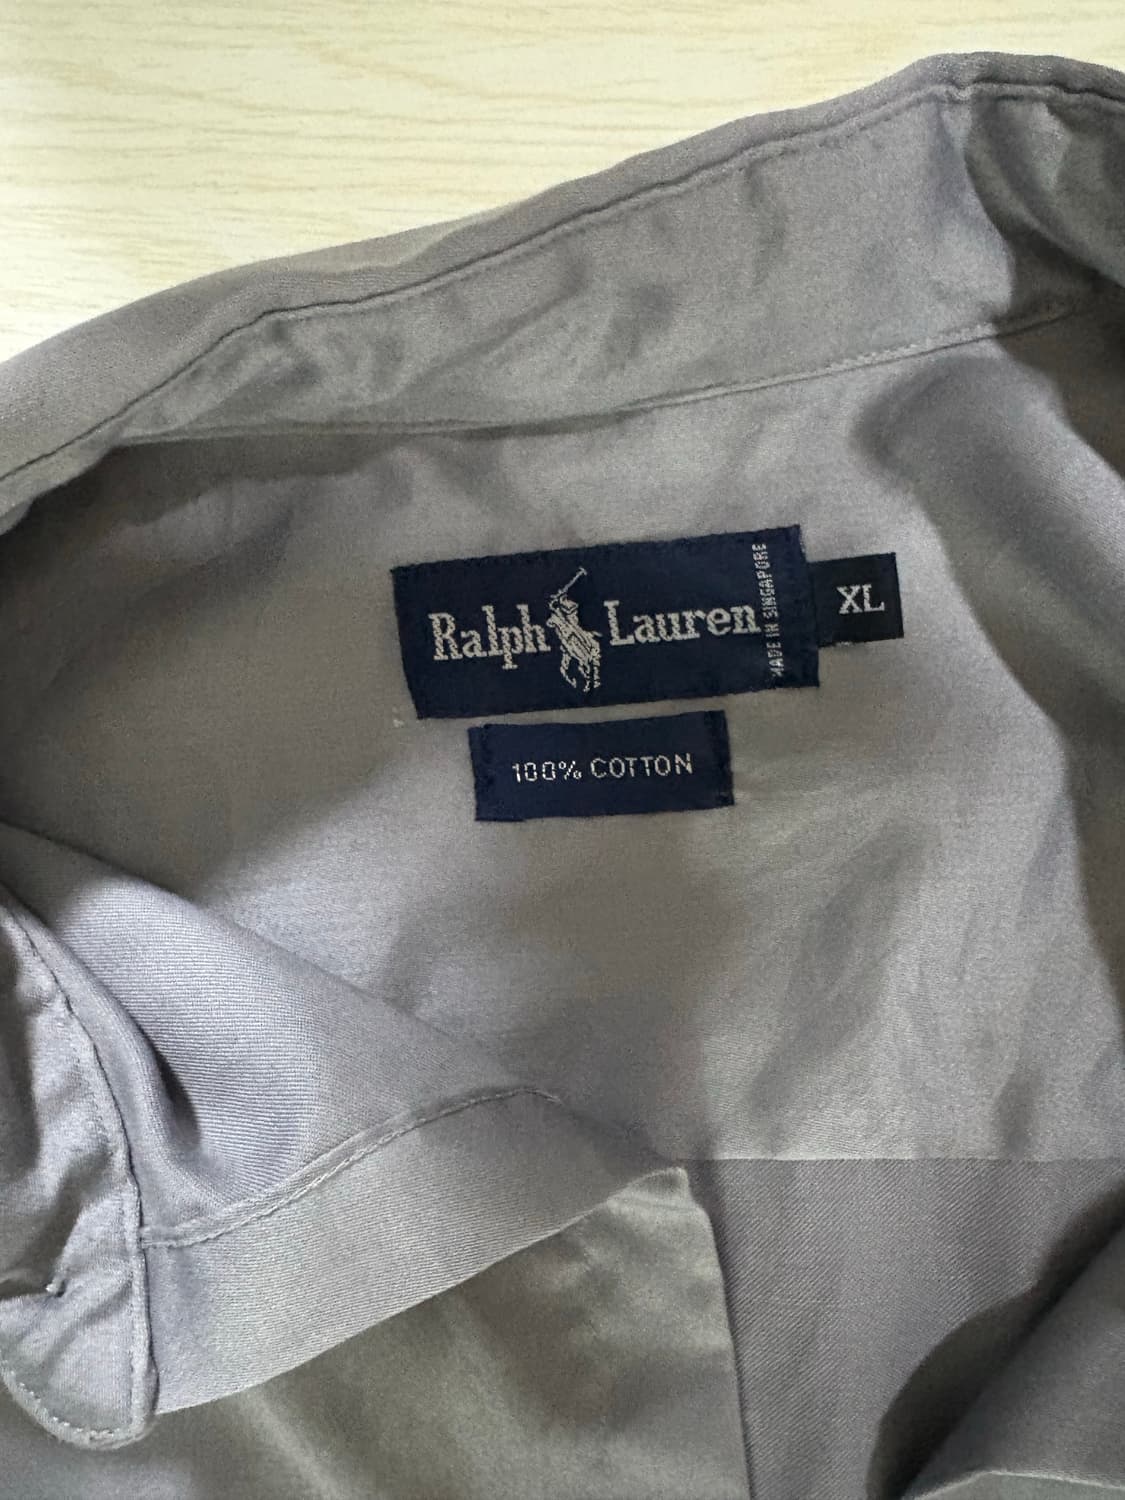 Ralph Lauren
MADE IN SINGAPORE
XL
100% COTTON